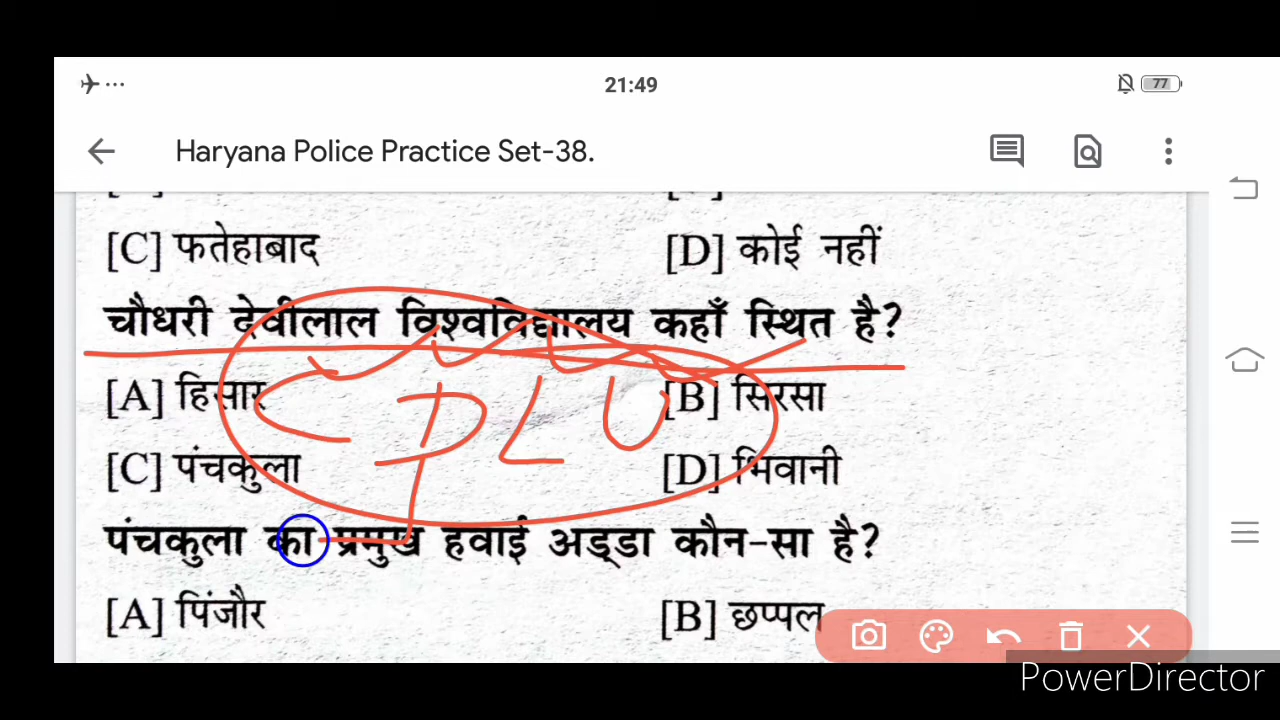 21:49
77
Haryana Police Practice Set-38.
[C] फतेहाबाद [D] कोई नहीं
चौधरी देवीलाल विश्वविद्यालय कहाँ स्थित है?
[A] हिसार [B] सिरसा
CDLU
[C] पंचकुला [D] भिवानी
पंचकुला का प्रमुख हवाई अड्डा कौन-सा है?
[A] पिंजौर [B] छप्पल
PowerDirector